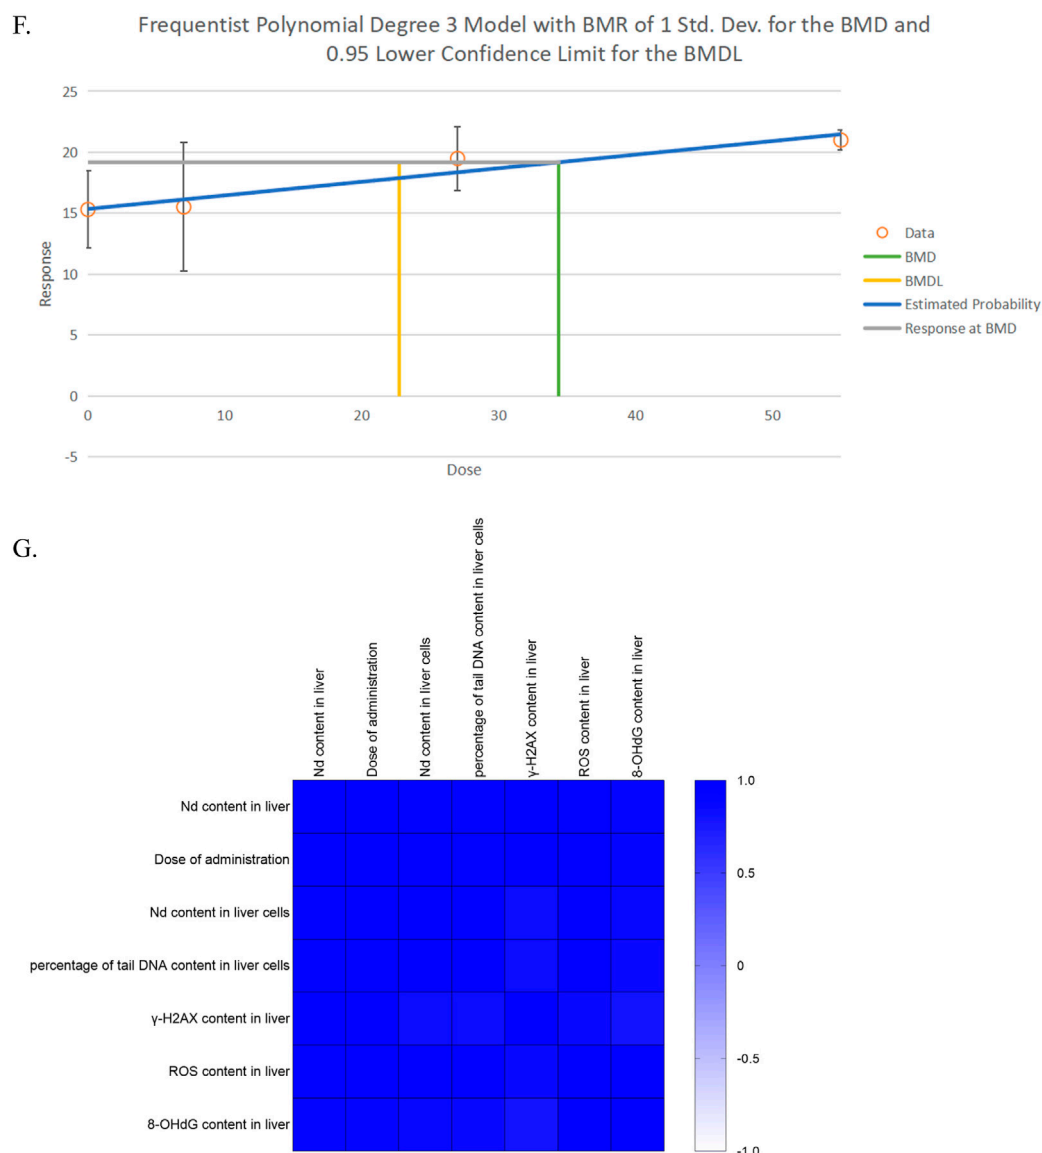 F.
Frequentist Polynomial Degree 3 Model with BMR of 1 Std. Dev. for the BMD and
0.95 Lower Confidence Limit for the BMDL
25
20
15
10
5
0
-5
Response
0 10 20 30 40 50
Dose
Data
BMD
BMDL
Estimated Probability
Response at BMD
G.
Nd content in liver
Dose of administration
Nd content in liver cells
percentage of tail DNA content in liver cells
γ-H2AX content in liver
ROS content in liver
8-OHdG content in liver
Nd content in liver
Dose of administration
Nd content in liver cells
percentage of tail DNA content in liver cells
γ-H2AX content in liver
ROS content in liver
8-OHdG content in liver
1.0
0.5
0
-0.5
-1.0